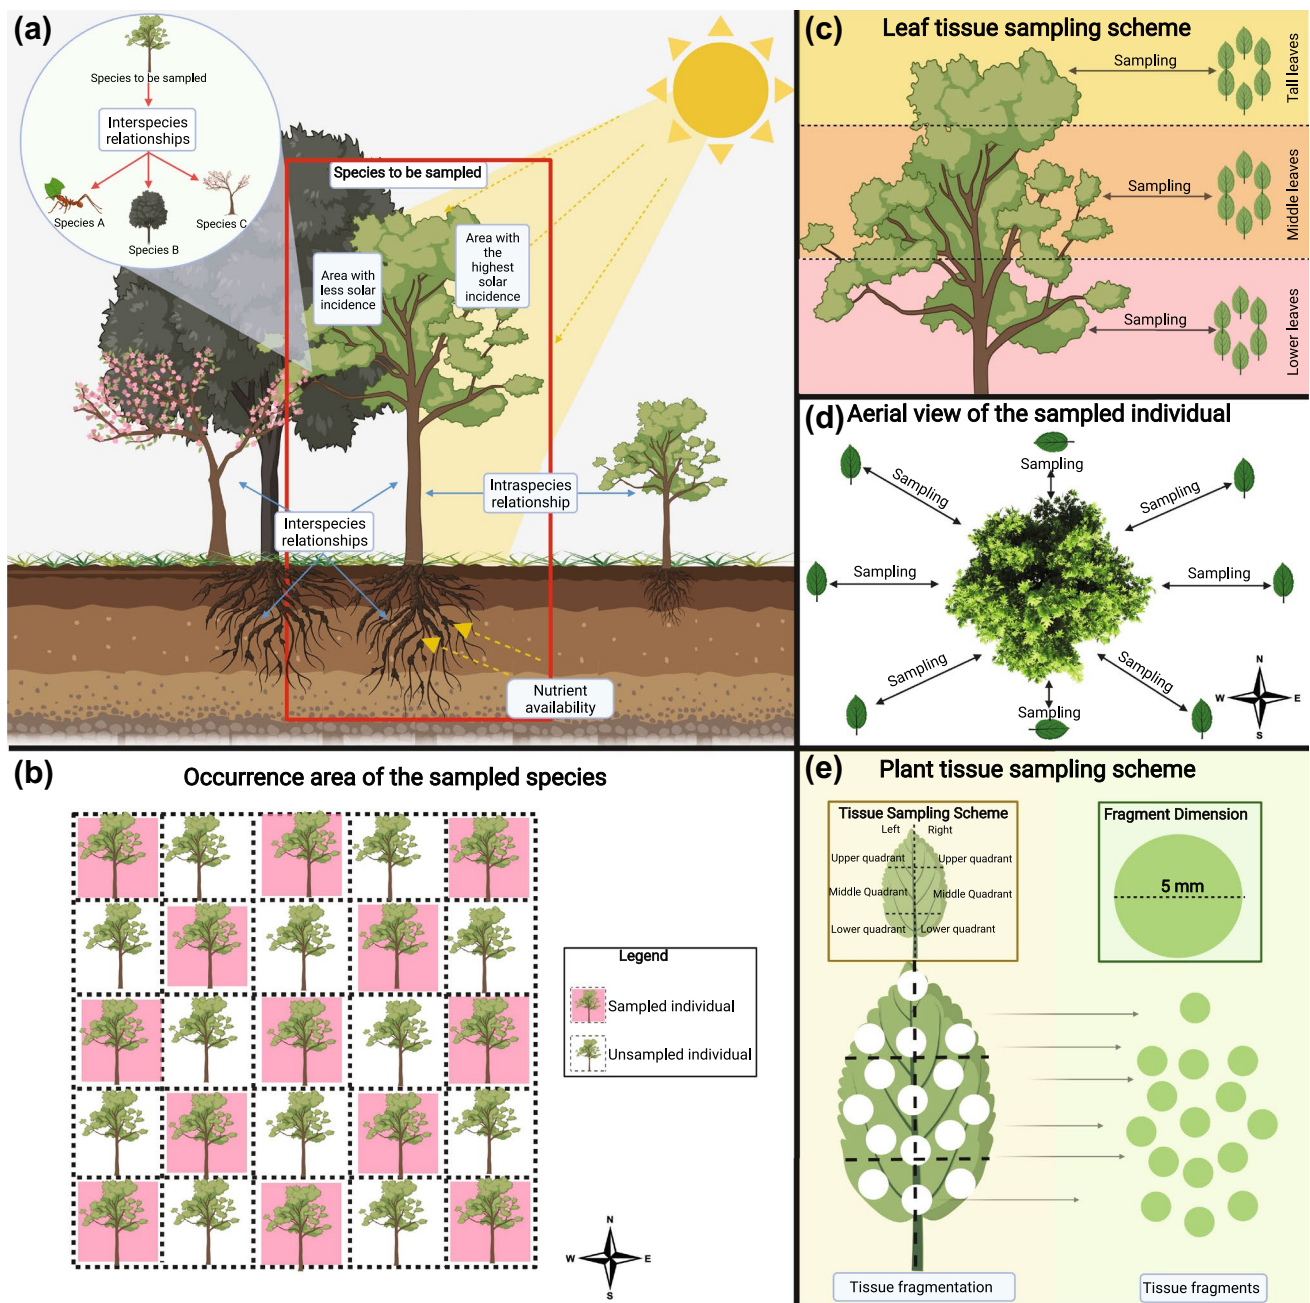 (a)
Species to be sampled
Interspecies
relationships
Species A
Species B
Species C
Species to be sampled
Area with
less solar
incidence
Area with
the
highest
solar
incidence
Interspecies
relationships
Intraspecies
relationship
Nutrient
availability
(b)
Occurrence area of the sampled species
Legend
Sampled individual
Unsampled individual
N
W
E
S
(c)
Leaf tissue sampling scheme
Sampling
Tall leaves
Sampling
Middle leaves
Sampling
Lower leaves
(d)
Aerial view of the sampled individual
Sampling
Sampling
Sampling
Sampling
Sampling
Sampling
Sampling
Sampling
N
W
E
S
(e)
Plant tissue sampling scheme
Tissue Sampling Scheme
Left Right
Upper quadrant Upper quadrant
Middle Quadrant Middle Quadrant
Lower quadrant Lower quadrant
Fragment Dimension
5 mm
Tissue fragmentation
Tissue fragments